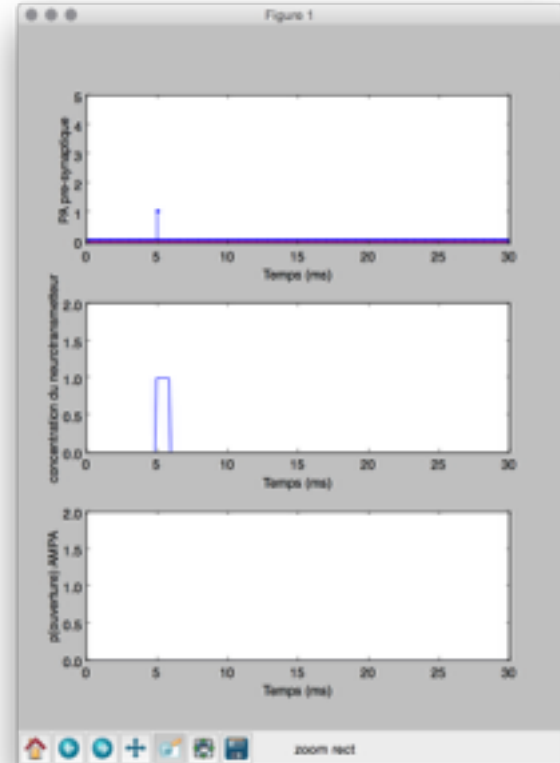 Figure 1
PA pre-synaptique
5
4
3
2
1
0
0 5 10 15 20 25 30
Temps (ms)
concentration du neurotransmetteur
2.0
1.5
1.0
0.5
0.0
0 5 10 15 20 25 30
Temps (ms)
p(ouverture) AMPA
2.0
1.5
1.0
0.5
0.0
0 5 10 15 20 25 30
Temps (ms)
zoom rect